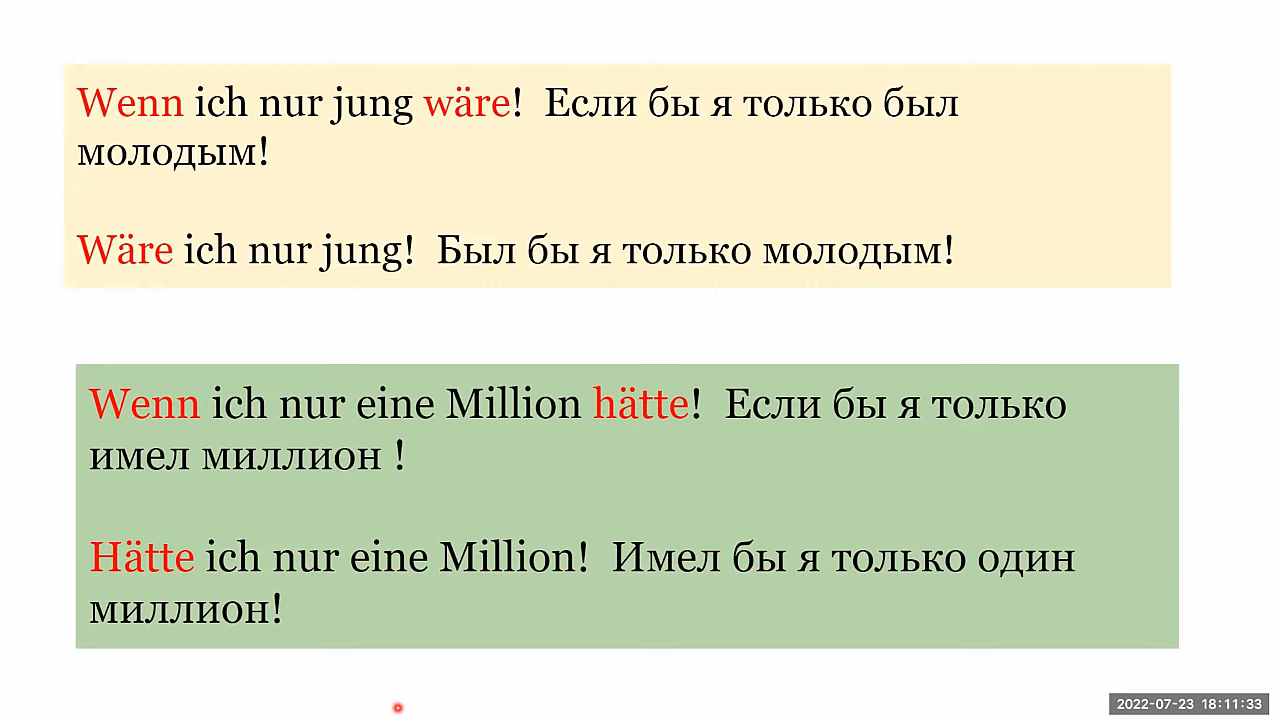 Wenn ich nur jung wäre! Если бы я только был
молодым!
Wäre ich nur jung! Был бы я только молодым!
Wenn ich nur eine Million hätte! Если бы я только
имел миллион !
Hätte ich nur eine Million! Имел бы я только один
миллион!
2022-07-23 18:11:33